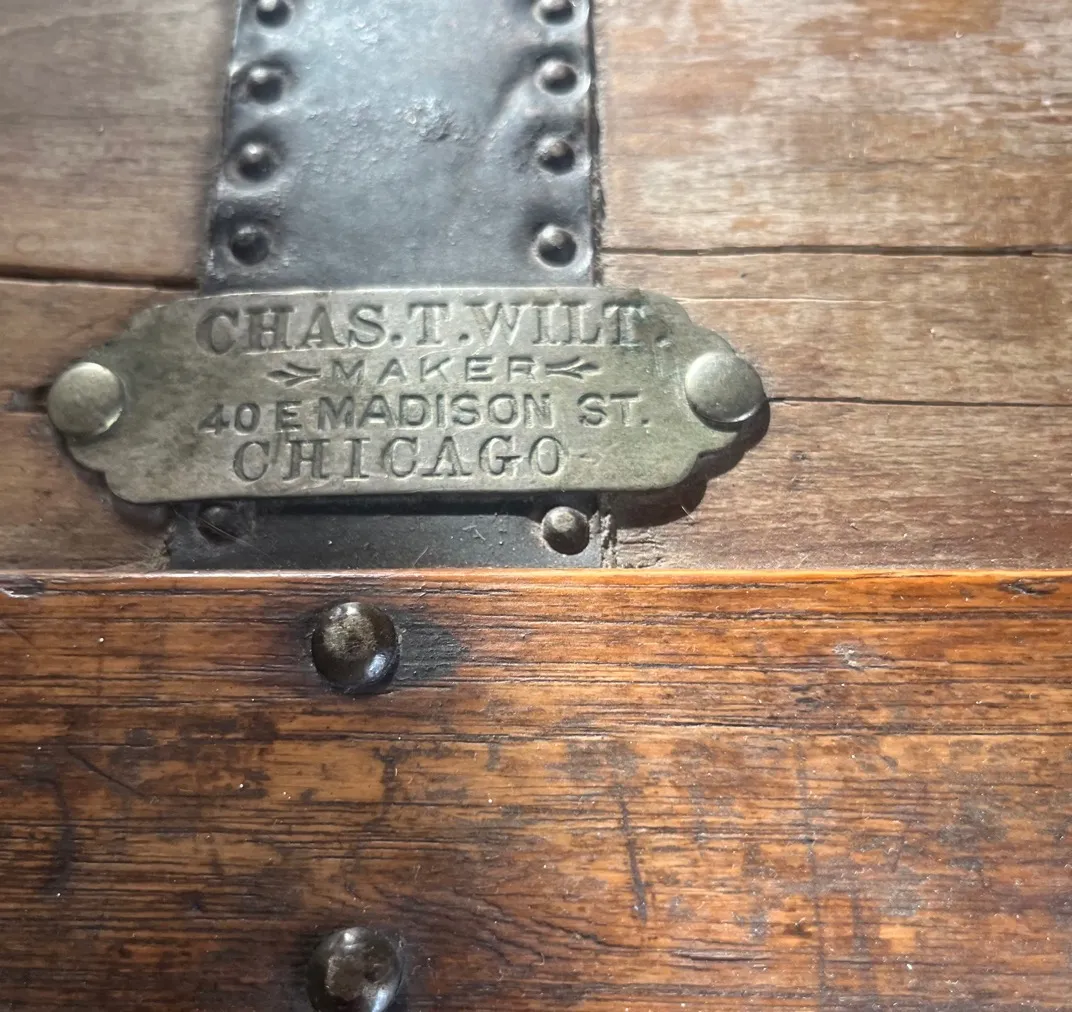 CHAS. T. WILT.
MAKER
40 E MADISON ST.
CHICAGO